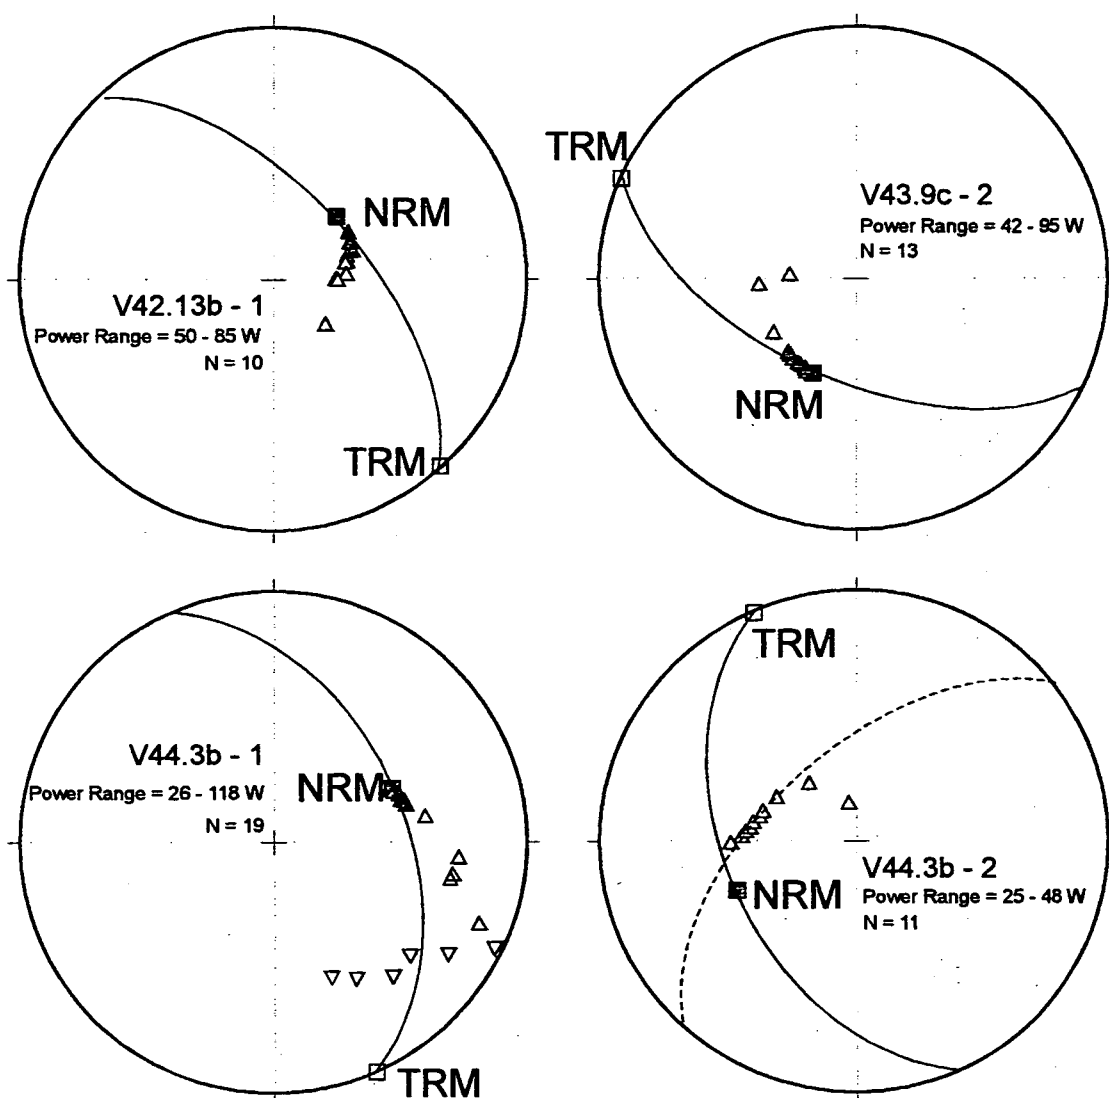 NRM
V42.13b - 1
Power Range = 50 - 85 W
N = 10
TRM
TRM
V43.9c - 2
Power Range = 42 - 95 W
N = 13
NRM
V44.3b - 1
NRM
Power Range = 26 - 118 W
N = 19
TRM
TRM
V44.3b - 2
NRM
Power Range = 25 - 48 W
N = 11